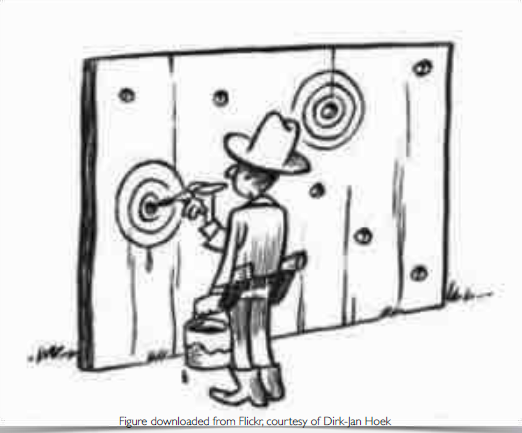 Figure downloaded from Flickr, courtesy of Dirk-Jan Hoek